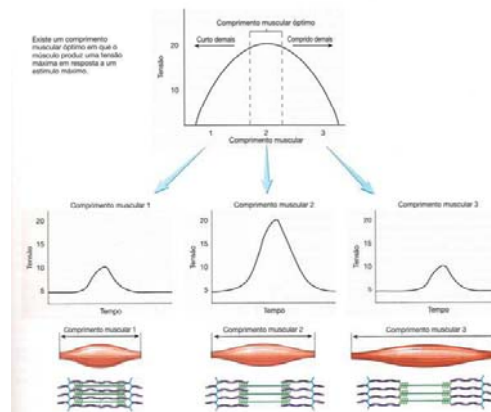 Existe um comprimento
muscular óptimo em que o
músculo produz uma tensão
máxima em resposta a um
estímulo máximo.
Comprimento muscular óptimo
Curto demais
Comprido demais
Tensão
20
10
1
2
3
Comprimento muscular
Comprimento muscular 1
Comprimento muscular 2
Comprimento muscular 3
Tensão
20
15
10
5
Tempo
Tensão
20
15
10
5
Tempo
Tensão
20
15
10
5
Tempo
Comprimento muscular 1
Comprimento muscular 2
Comprimento muscular 3